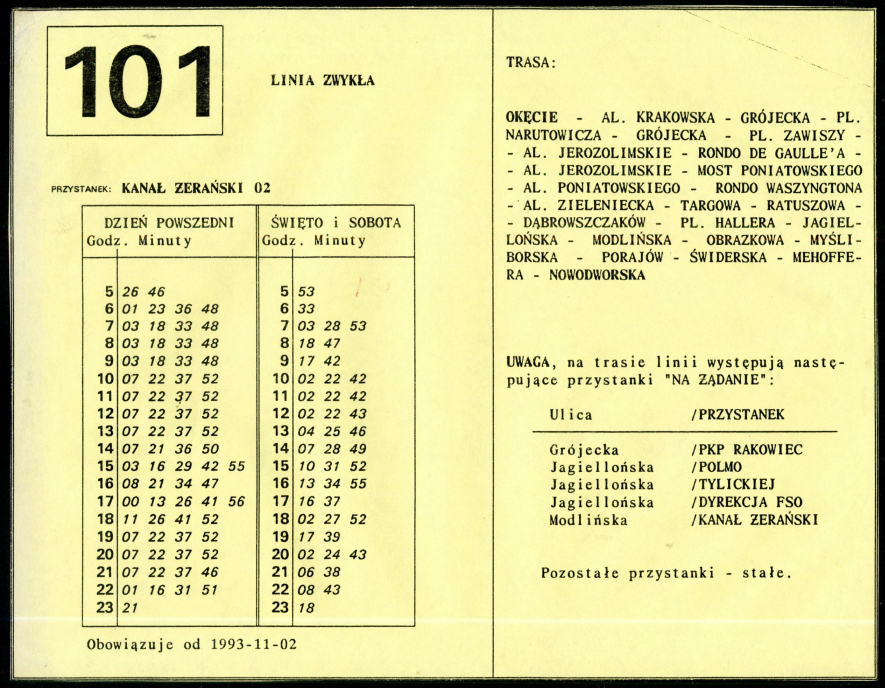 101
LINIA ZWYKŁA
PRZYSTANEK: KANAŁ ŻERAŃSKI 02
DZIEŃ POWSZEDNI
Godz. Minuty
5 26 46
6 01 23 36 48
7 03 18 33 48
8 03 18 33 48
9 03 18 33 48
10 07 22 37 52
11 07 22 37 52
12 07 22 37 52
13 07 22 37 52
14 07 21 36 50
15 03 16 29 42 55
16 08 21 34 47
17 00 13 26 41 56
18 11 26 41 52
19 07 22 37 52
20 07 22 37 52
21 07 22 37 46
22 01 16 31 51
23 21
ŚWIĘTO i SOBOTA
Godz. Minuty
5 53
6 33
7 03 28 53
8 18 47
9 17 42
10 02 22 42
11 02 22 42
12 02 22 43
13 04 25 46
14 07 28 49
15 10 31 52
16 13 34 55
17 16 37
18 02 27 52
19 17 39
20 02 24 43
21 06 38
22 08 43
23 18
Obowiązuje od 1993-11-02
TRASA:
OKĘCIE - AL. KRAKOWSKA - GRÓJECKA - PL.
NARUTOWICZA - GRÓJECKA - PL. ZAWISZY -
- AL. JEROZOLIMSKIE - RONDO DE GAULLE'A -
- AL. JEROZOLIMSKIE - MOST PONIATOWSKIEGO
- AL. PONIATOWSKIEGO - RONDO WASZYNGTONA
- AL. ZIELENIECKA - TARGOWA - RATUSZOWA -
- DĄBROWSZCZAKÓW - PL. HALLERA - JAGIEL-
LOŃSKA - MODLIŃSKA - OBRAZKOWA - MYŚLI-
BORSKA - PORAJÓW - ŚWIDERSKA - MEHOFFE-
RA - NOWODWORSKA
UWAGA, na trasie linii występują nastę-
pujące przystanki "NA ŻĄDANIE":
Ulica /PRZYSTANEK
Grójecka /PKP RAKOWIEC
Jagiellońska /POLMO
Jagiellońska /TYLICKIEJ
Jagiellońska /DYREKCJA FSO
Modlińska /KANAŁ ŻERAŃSKI
Pozostałe przystanki - stałe.